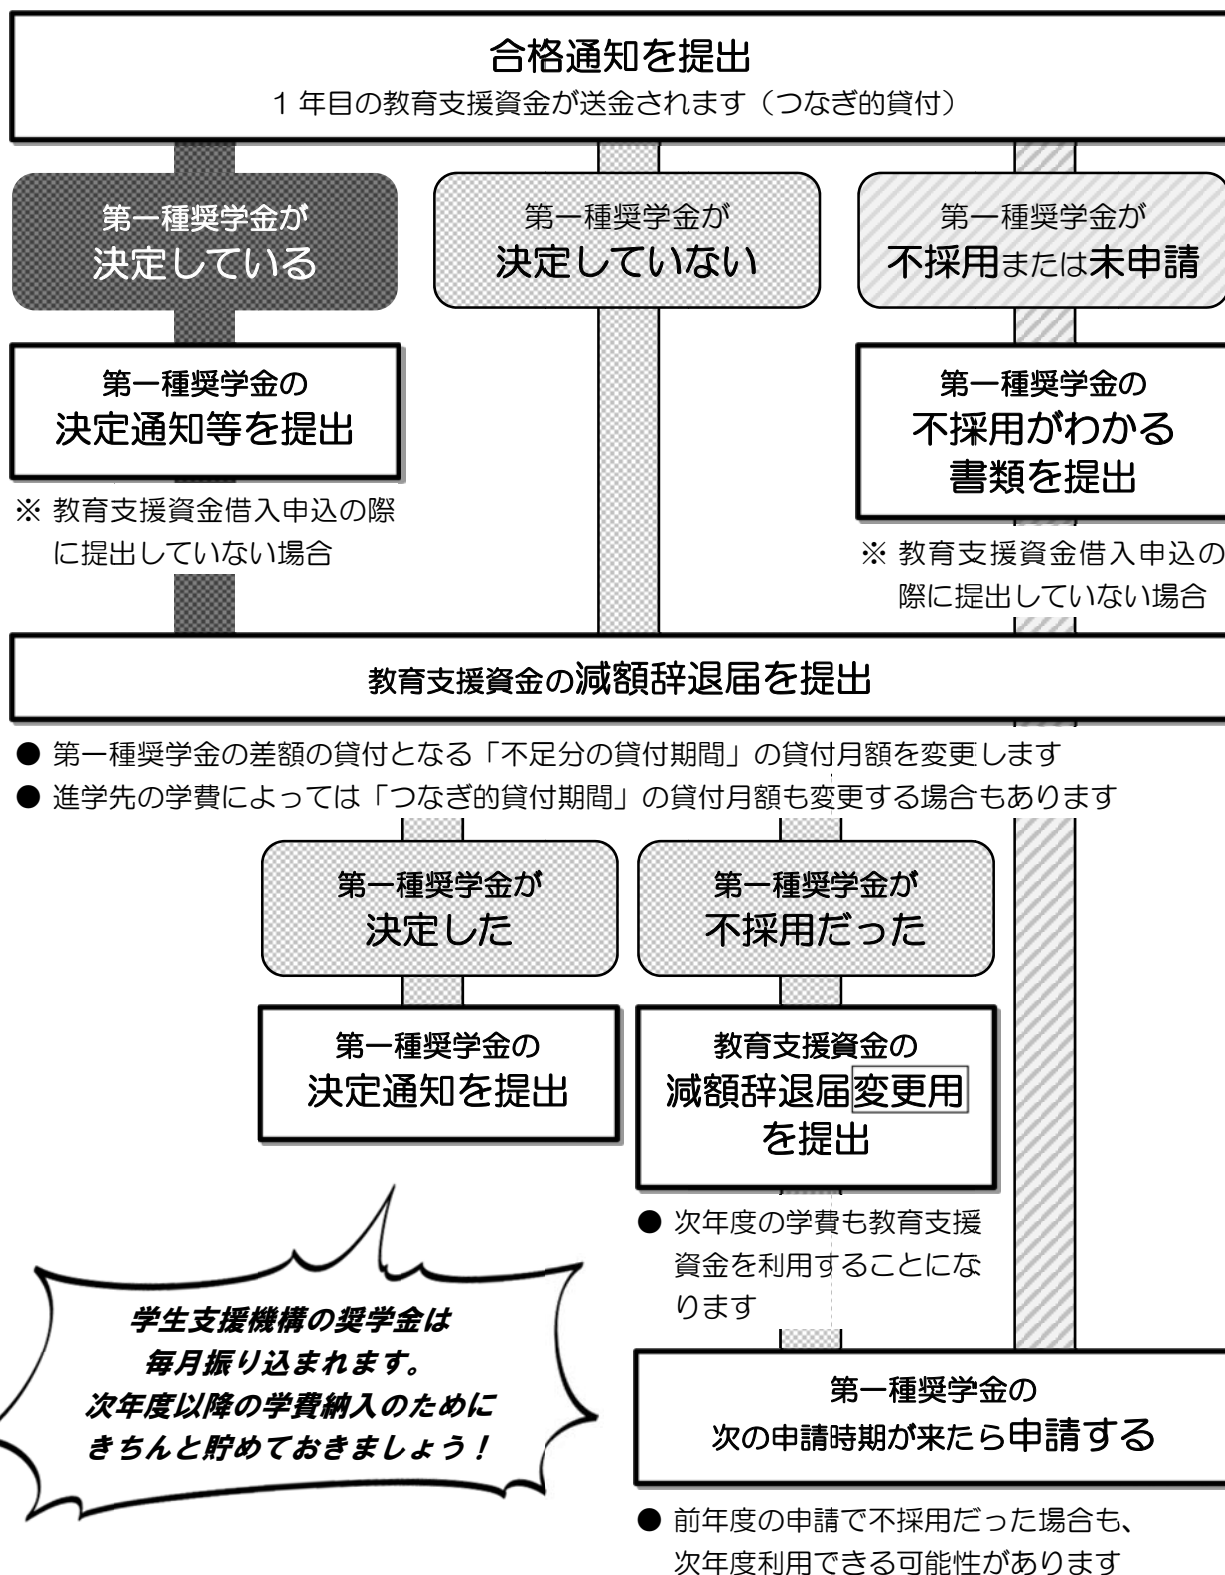 合格通知を提出
1年目の教育支援資金が送金されます（つなぎ的貸付）
第一種奨学金が
決定している
第一種奨学金が
決定していない
第一種奨学金が
不採用または未申請
第一種奨学金の
決定通知等を提出
※ 教育支援資金借入申込の際
に提出していない場合
第一種奨学金の
不採用がわかる
書類を提出
※ 教育支援資金借入申込の
際に提出していない場合
教育支援資金の減額辞退届を提出
● 第一種奨学金の差額の貸付となる「不足分の貸付期間」の貸付月額を変更します
● 進学先の学費によっては「つなぎ的貸付期間」の貸付月額も変更する場合もあります
第一種奨学金が
決定した
第一種奨学金が
不採用だった
第一種奨学金の
決定通知を提出
教育支援資金の
減額辞退届変更用
を提出
● 次年度の学費も教育支援
資金を利用することにな
ります
学生支援機構の奨学金は
毎月振り込まれます。
次年度以降の学費納入のために
きちんと貯めておきましょう！
第一種奨学金の
次の申請時期が来たら申請する
● 前年度の申請で不採用だった場合も、
次年度利用できる可能性があります